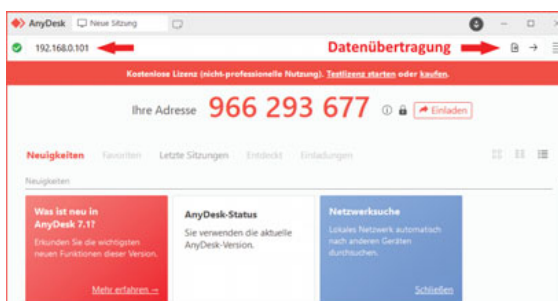 AnyDesk Neue Sitzung
192.168.0.101 Datenübertragung
Kostenlose Lizenz (nicht-professionelle Nutzung). Testlizenz starten oder kaufen.
Ihre Adresse 966 293 677 Einladen
Neuigkeiten Favoriten Letzte Sitzungen Entdeckt Einladungen
Neuigkeiten
Was ist neu in
AnyDesk 7.1?
Erkunden Sie die wichtigsten
neuen Funktionen dieser Version.
Mehr erfahren →
AnyDesk-Status
Sie verwenden die aktuelle
AnyDesk-Version.
Netzwerksuche
Lokales Netzwerk automatisch
nach anderen Geräten
durchsuchen.
Schließen